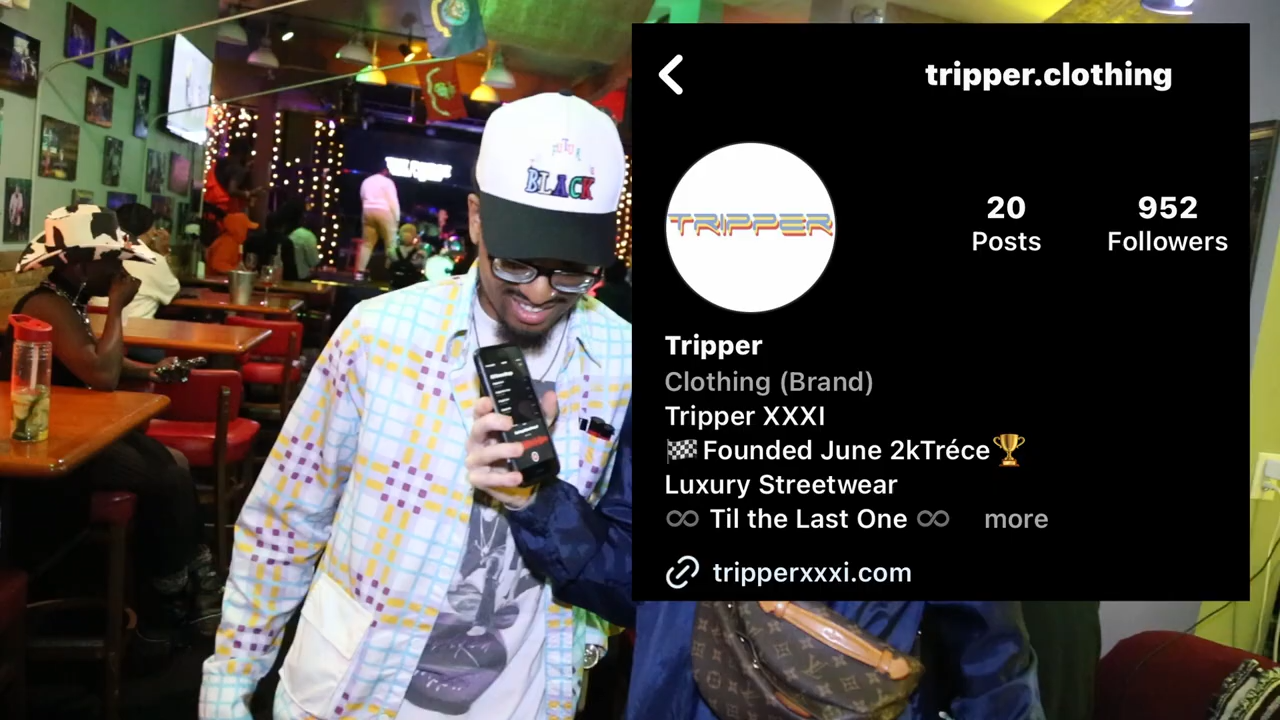 BLACK
tripper.clothing
TRIPPER
20
Posts
952
Followers
Tripper
Clothing (Brand)
Tripper XXXI
🏁Founded June 2kTréce🏆
Luxury Streetwear
♾ Til the Last One ♾ more
tripperxxxi.com